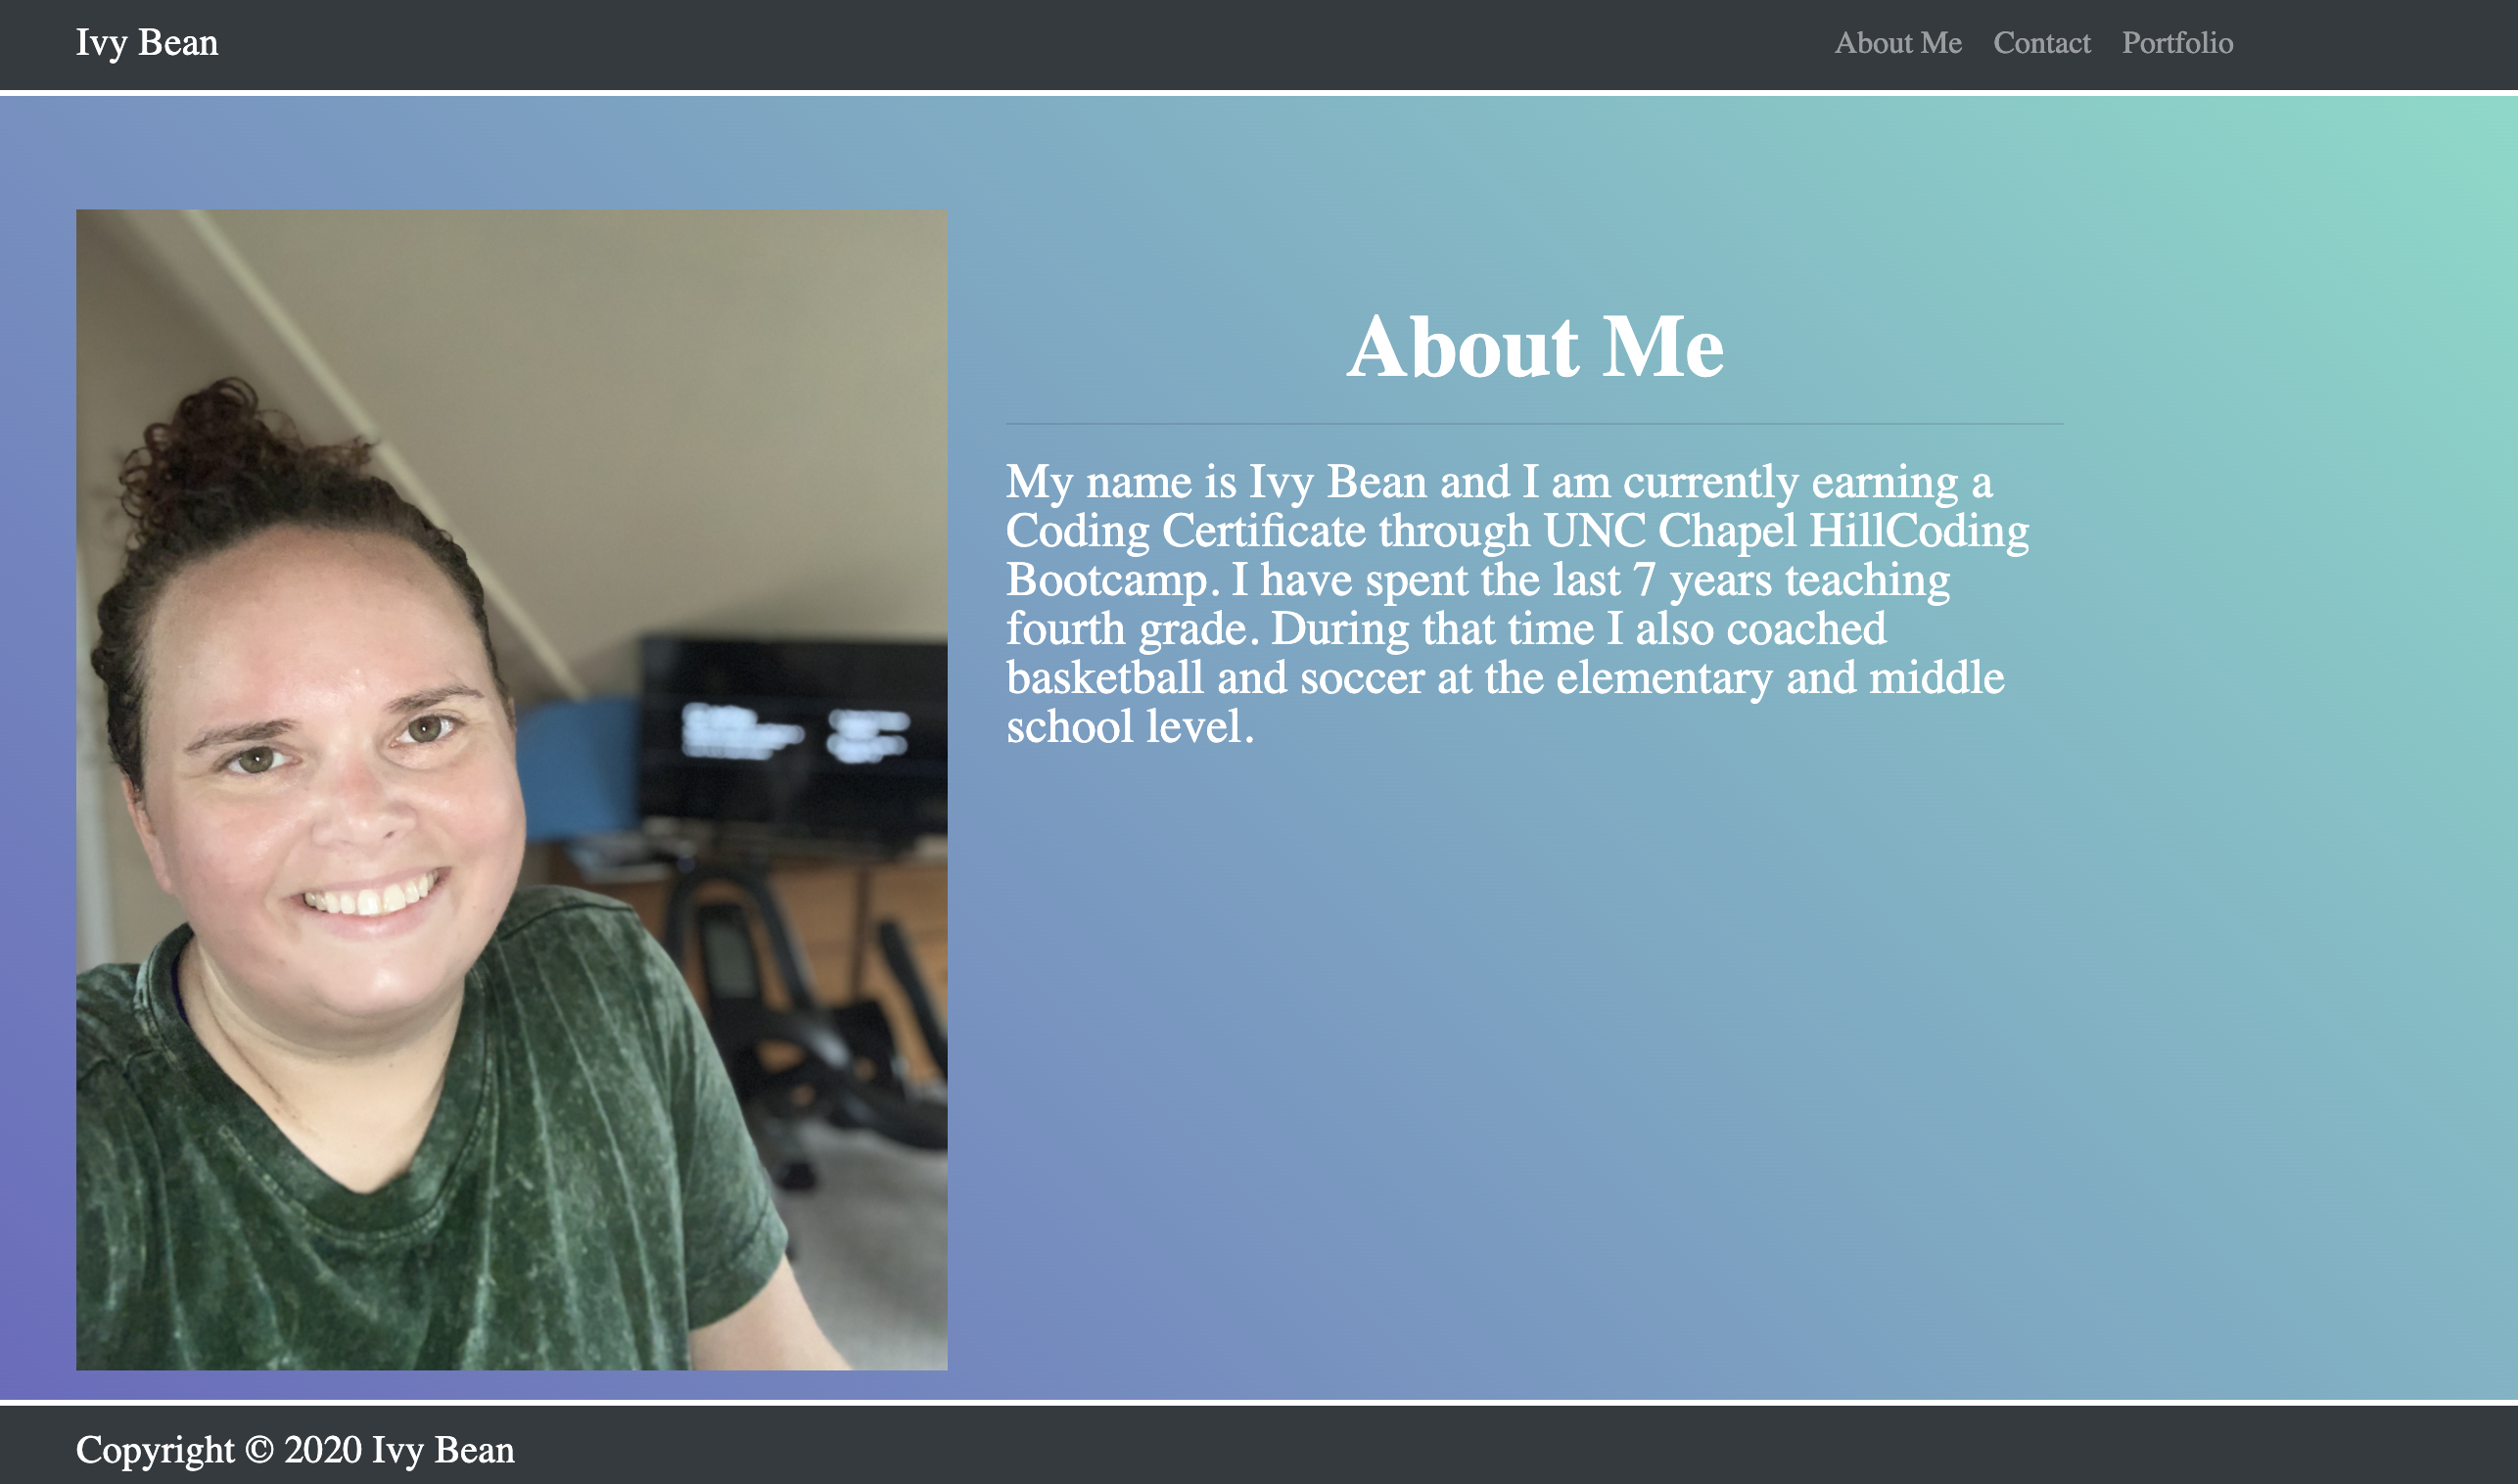 Ivy Bean
About Me Contact Portfolio
About Me
My name is Ivy Bean and I am currently earning a
Coding Certificate through UNC Chapel HillCoding
Bootcamp. I have spent the last 7 years teaching
fourth grade. During that time I also coached
basketball and soccer at the elementary and middle
school level.
Copyright © 2020 Ivy Bean